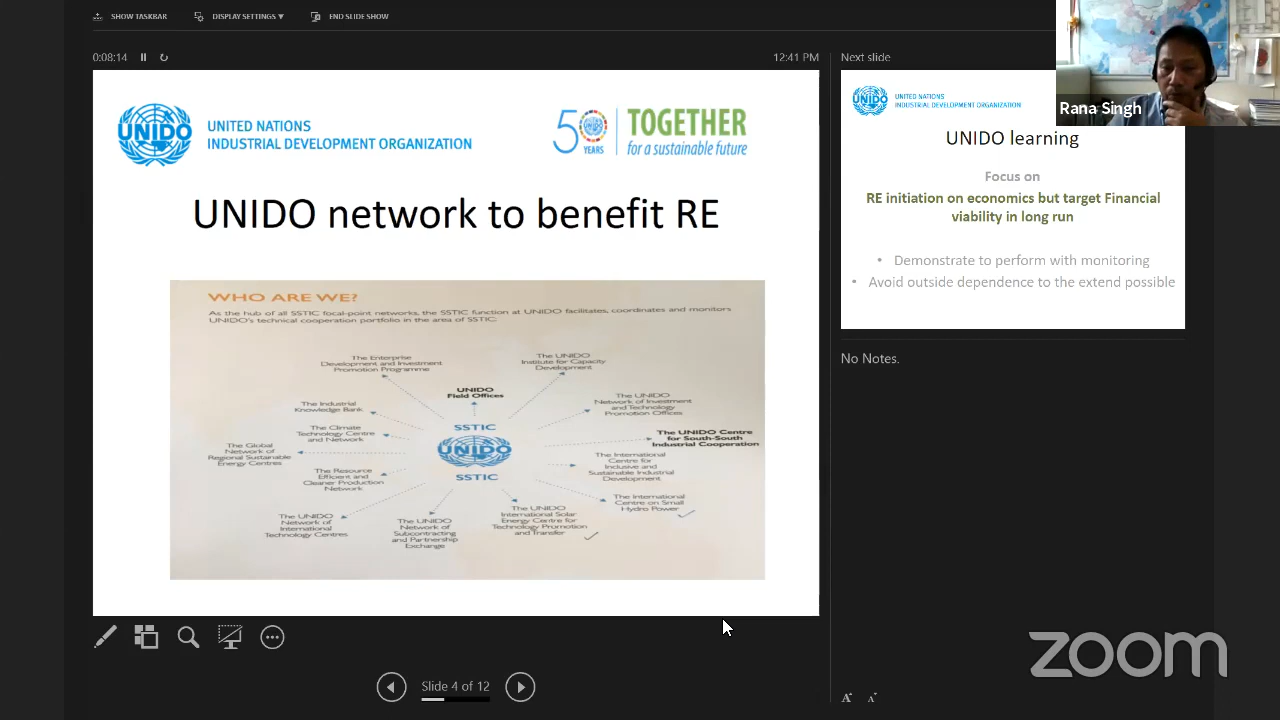 SHOW TASKBAR
DISPLAY SETTINGS ▼
END SLIDE SHOW
0:08:14
12:41 PM
UNIDO
UNITED NATIONS
INDUSTRIAL DEVELOPMENT ORGANIZATION
50
YEARS
TOGETHER
for a sustainable future
UNIDO network to benefit RE
WHO ARE WE?
As the hub of all SSTIC focal-point networks, the SSTIC function at UNIDO facilitates, coordinates and monitors
UNIDO's technical cooperation portfolio in the area of SSTIC.
The Enterprise
Development and Investment
Promotion Programme
The UNIDO
Institute for Capacity
Development
UNIDO
Field Offices
The Industrial
Knowledge Bank
The UNIDO
Network of Investment
and Technology
Promotion Offices
The Climate
Technology Centre
and Network
SSTIC
UNIDO
SSTIC
The UNIDO Centre
for South-South
Industrial Cooperation
The Global
Network of
Regional Sustainable
Energy Centres
The International
Centre for
Inclusive and
Sustainable Industrial
Development
The Resource
Efficient and
Cleaner Production
Network
The International
Centre on Small
Hydro Power
The UNIDO
Network of
International
Technology Centres
The UNIDO
Network of
Subcontracting
and Partnership
Exchange
The UNIDO
International Solar
Energy Centre for
Technology Promotion
and Transfer
Slide 4 of 12
Next slide
Rana Singh
UNIDO
UNITED NATIONS
INDUSTRIAL DEVELOPMENT ORGANIZATION
UNIDO learning
Focus on
RE initiation on economics but target Financial
viability in long run
• Demonstrate to perform with monitoring
• Avoid outside dependence to the extend possible
No Notes.
A A
zoom